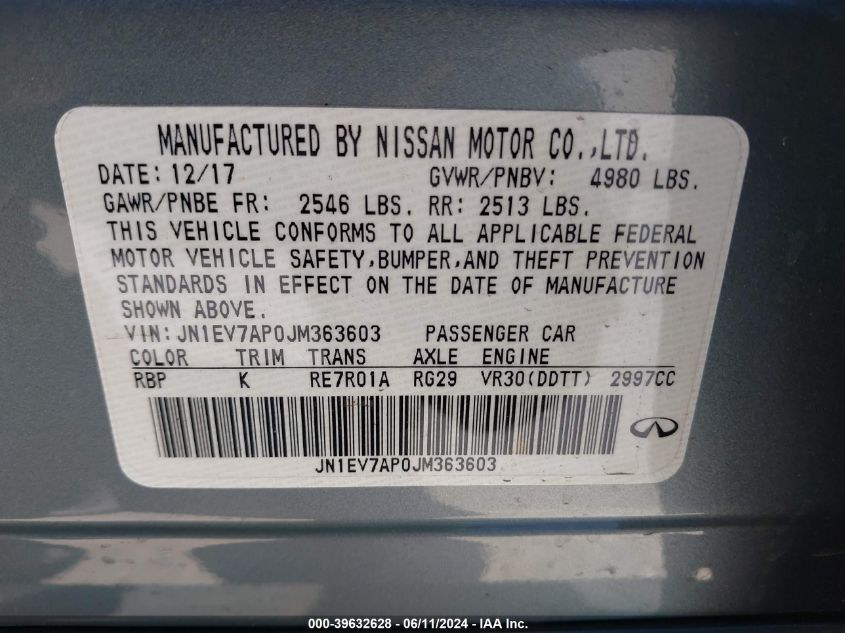 MANUFACTURED BY NISSAN MOTOR CO.,LTD.
DATE: 12/17 GVWR/PNBV: 4980 LBS.
GAWR/PNBE FR: 2546 LBS. RR: 2513 LBS.
THIS VEHICLE CONFORMS TO ALL APPLICABLE FEDERAL
MOTOR VEHICLE SAFETY,BUMPER,AND THEFT PREVENTION
STANDARDS IN EFFECT ON THE DATE OF MANUFACTURE
SHOWN ABOVE.
VIN: JN1EV7AP0JM363603 PASSENGER CAR
COLOR TRIM TRANS AXLE ENGINE
RBP K RE7R01A RG29 VR30(DDTT) 2997CC
JN1EV7AP0JM363603
000-39632628 - 06/11/2024 - IAA Inc.